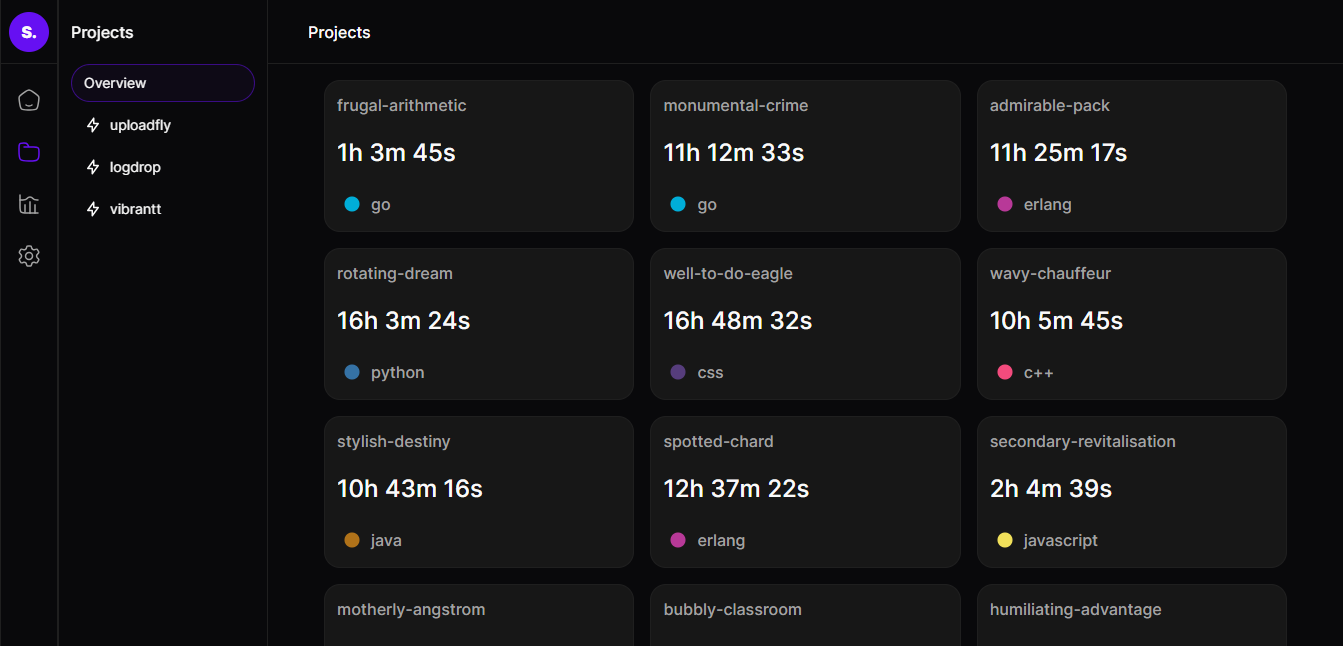 S.
Projects
Overview
uploadfly
logdrop
vibrantt
Projects
frugal-arithmetic
1h 3m 45s
go
monumental-crime
11h 12m 33s
go
admirable-pack
11h 25m 17s
erlang
rotating-dream
16h 3m 24s
python
well-to-do-eagle
16h 48m 32s
css
wavy-chauffeur
10h 5m 45s
c++
stylish-destiny
10h 43m 16s
java
spotted-chard
12h 37m 22s
erlang
secondary-revitalisation
2h 4m 39s
javascript
motherly-angstrom
bubbly-classroom
humiliating-advantage